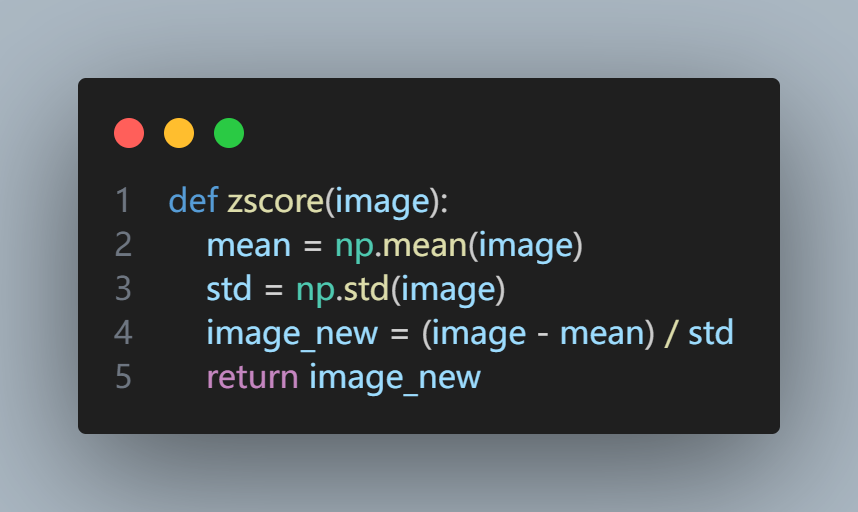 1 def zscore(image):
2     mean = np.mean(image)
3     std = np.std(image)
4     image_new = (image - mean) / std
5     return image_new